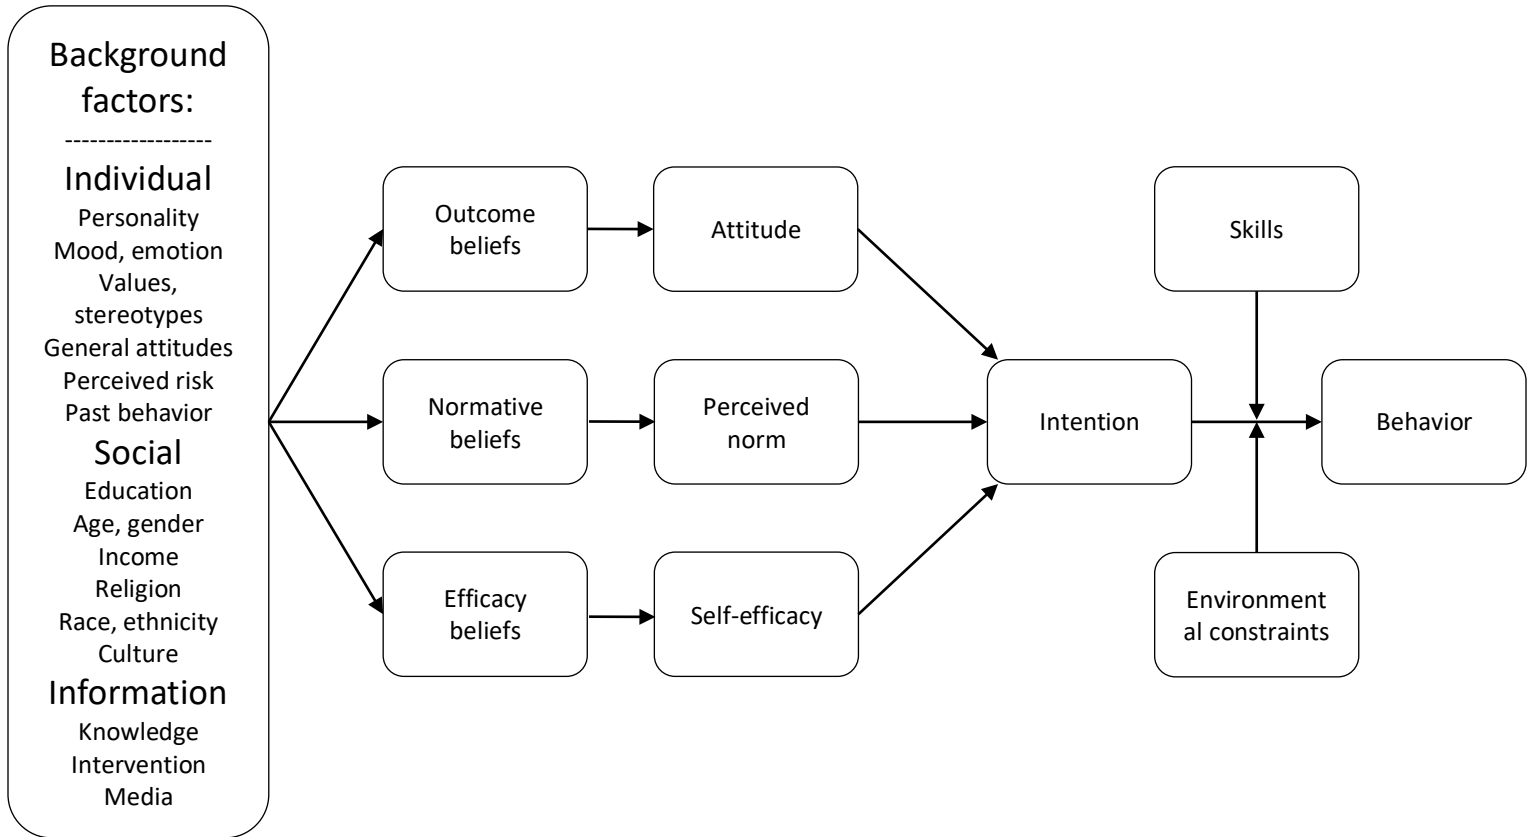 Background
factors:
------------------
Individual
Personality
Mood, emotion
Values,
stereotypes
General attitudes
Perceived risk
Past behavior
Social
Education
Age, gender
Income
Religion
Race, ethnicity
Culture
Information
Knowledge
Intervention
Media
Outcome
beliefs
Attitude
Normative
beliefs
Perceived
norm
Efficacy
beliefs
Self-efficacy
Intention
Skills
Environment
al constraints
Behavior